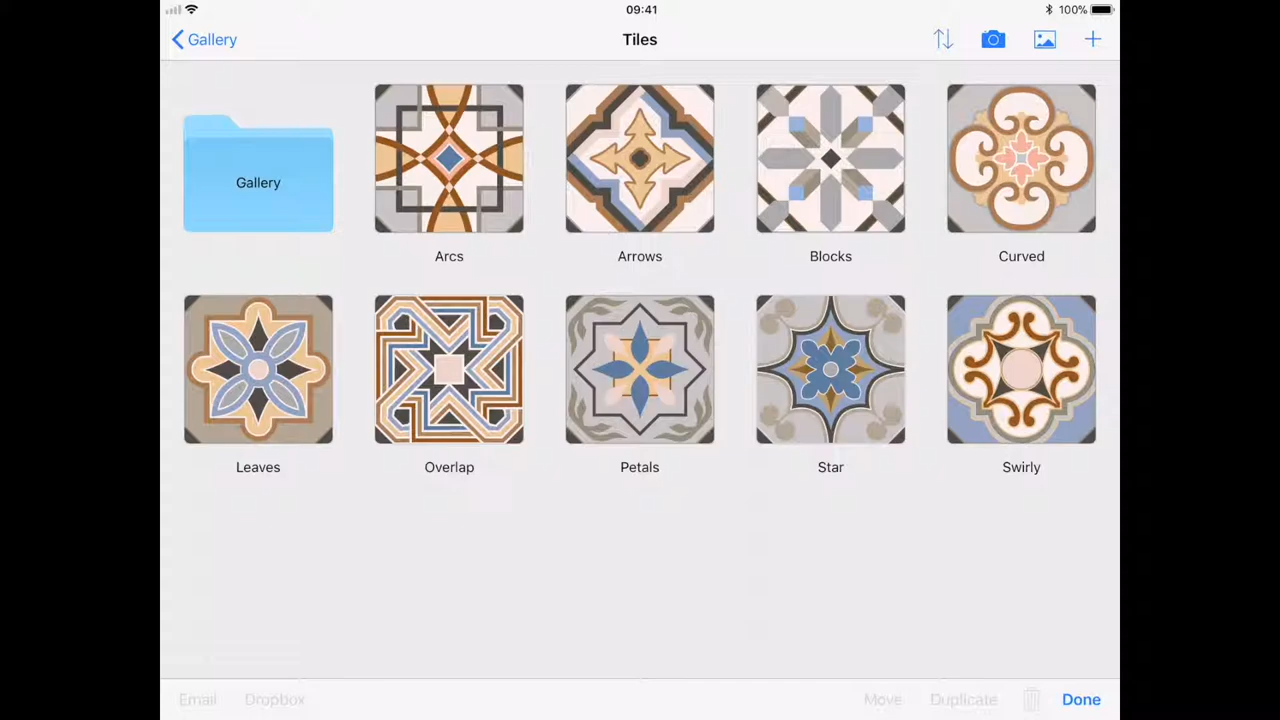 09:41
100%
Gallery
Tiles
Gallery
Arcs
Arrows
Blocks
Curved
Leaves
Overlap
Petals
Star
Swirly
Email
Dropbox
Move
Duplicate
Done